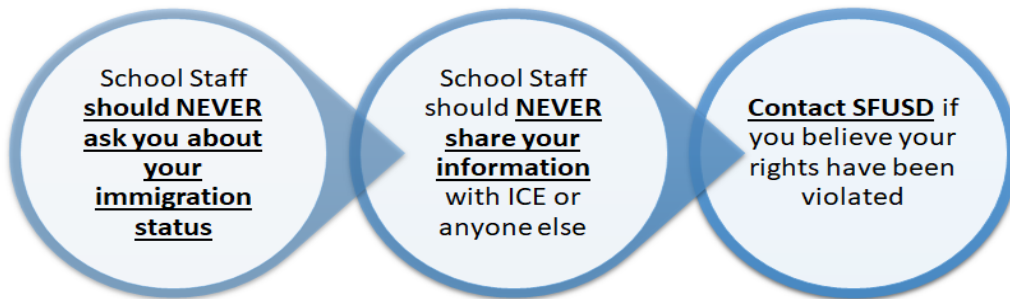 School Staff
should NEVER
ask you about
your
immigration
status
School Staff
should NEVER
share your
information
with ICE or
anyone else
Contact SFUSD if
you believe your
rights have been
violated